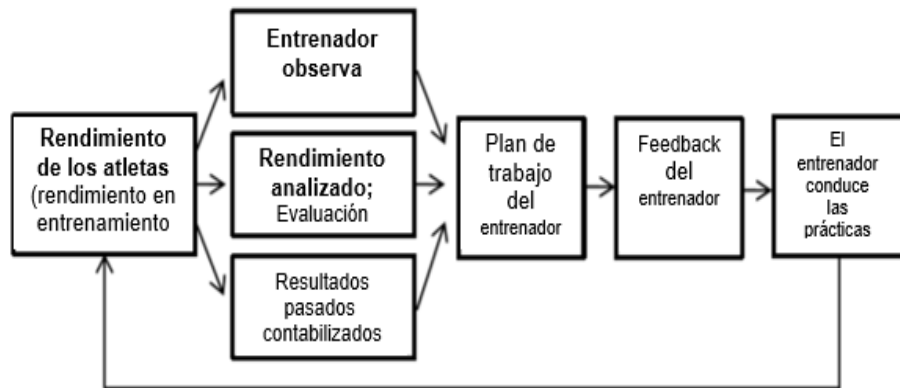 Rendimiento
de los atletas
(rendimiento en
entrenamiento
Entrenador
observa
Rendimiento
analizado;
Evaluación
Resultados
pasados
contabilizados
Plan de
trabajo
del
entrenador
Feedback
del
entrenador
El
entrenador
conduce
las
prácticas